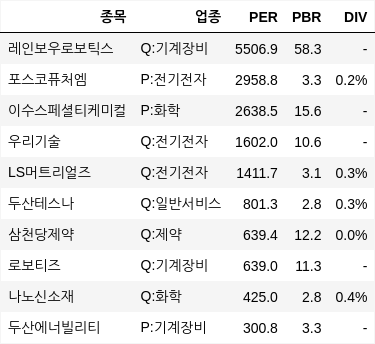 종목 업종 PER PBR DIV
레인보우로보틱스 Q:기계장비 5506.9 58.3 -
포스코퓨처엠 P:전기전자 2958.8 3.3 0.2%
이수스페셜티케미컬 P:화학 2638.5 15.6 -
우리기술 Q:전기전자 1602.0 10.6 -
LS머트리얼즈 Q:전기전자 1411.7 3.1 0.3%
두산테스나 Q:일반서비스 801.3 2.8 0.3%
삼천당제약 Q:제약 639.4 12.2 0.0%
로보티즈 Q:기계장비 639.0 11.3 -
나노신소재 Q:화학 425.0 2.8 0.4%
두산에너빌리티 P:기계장비 300.8 3.3 -